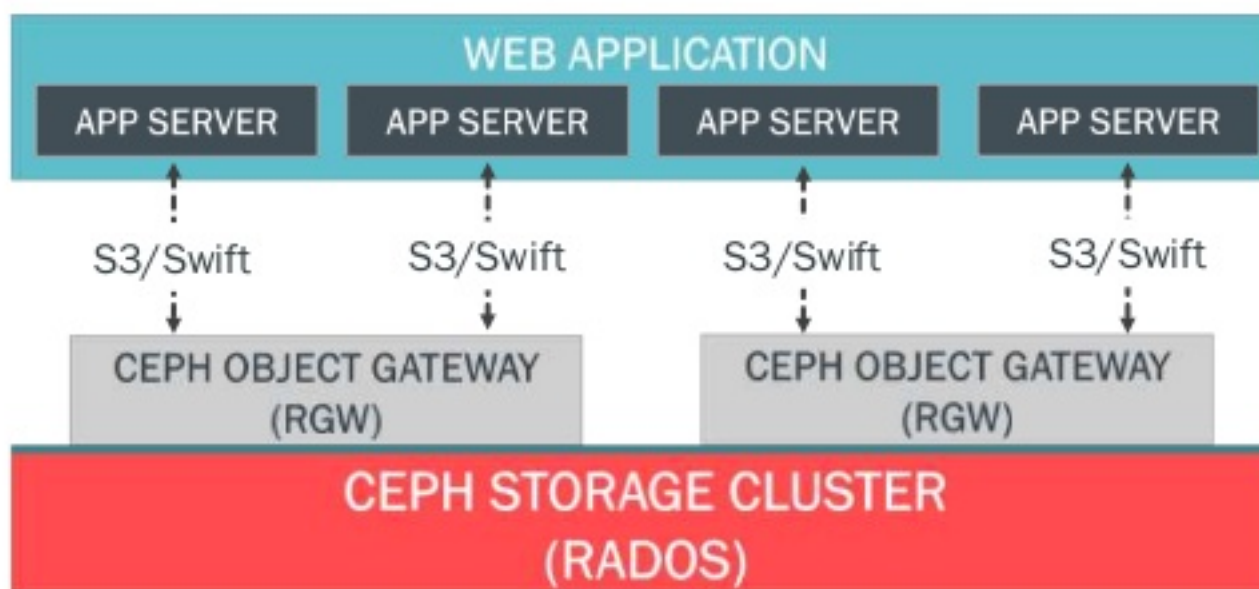 WEB APPLICATION
APP SERVER APP SERVER APP SERVER APP SERVER
S3/Swift S3/Swift S3/Swift S3/Swift
CEPH OBJECT GATEWAY CEPH OBJECT GATEWAY
(RGW) (RGW)
CEPH STORAGE CLUSTER
(RADOS)